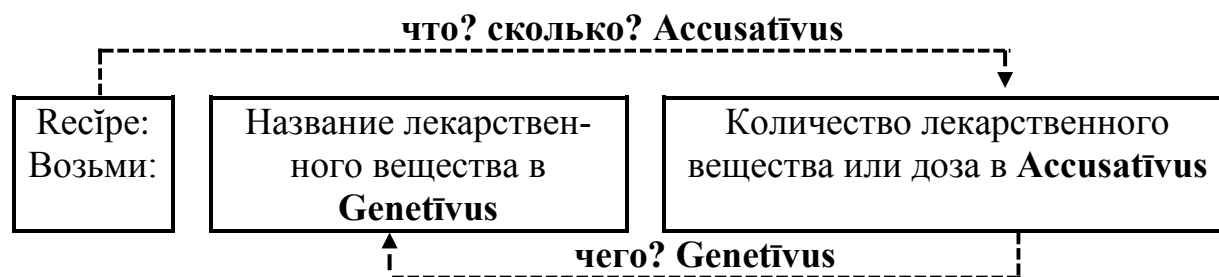 что? сколько? Accusatīvus
Recĭpe:
Возьми:
Название лекарствен-
ного вещества в
Genetīvus
Количество лекарственного
вещества или доза в Accusatīvus
чего? Genetīvus